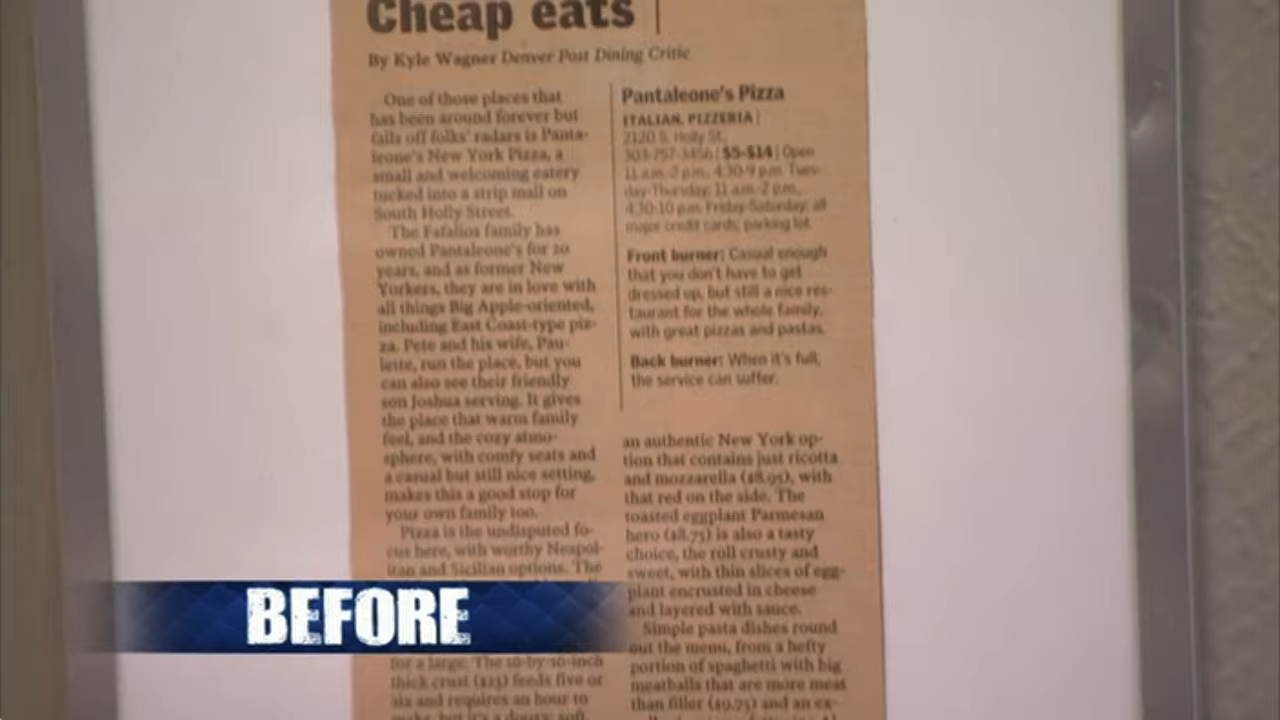 Cheap eats |
By Kyle Wagner Denver Post Dining Critic
One of those places that
has been around forever but
falls off folks' radars is Panta-
leone's New York Pizza, a
small and welcoming eatery
tucked into a strip mall on
South Holly Street.
The Fafalios family has
owned Pantaleone's for 20
years, and as former New
Yorkers, they are in love with
all things Big Apple-oriented,
including East Coast-type piz-
za. Pete and his wife, Pau-
lette, run the place, but you
can also see their friendly
son Joshua serving. It gives
the place that warm family
feel, and the cozy atmo-
sphere, with comfy seats and
a casual but still nice setting,
makes this a good stop for
your own family too.
Pizza is the undisputed fo-
cus here, with worthy Neapol-
itan and Sicilian options. The
for a large. The 16-by-16-inch
thick crust ($15) feeds five or
six and requires an hour to
make, but it's a doozy: soft,
Pantaleone's Pizza
ITALIAN, PIZZERIA |
2120 S. Holly St.,
303-757-3456 | $5-$14 | Open
11 a.m.-2 p.m., 4:30-9 p.m. Tues-
day-Thursday; 11 a.m.-2 p.m.,
4:30-10 p.m. Friday-Saturday; all
major credit cards; parking lot.
Front burner: Casual enough
that you don't have to get
dressed up, but still a nice res-
taurant for the whole family,
with great pizzas and pastas.
Back burner: When it's full,
the service can suffer.
an authentic New York op-
tion that contains just ricotta
and mozzarella ($8.95), with
that red on the side. The
toasted eggplant Parmesan
hero ($8.75) is also a tasty
choice, the roll crusty and
sweet, with thin slices of egg-
plant encrusted in cheese
and layered with sauce.
Simple pasta dishes round
out the menu, from a hefty
portion of spaghetti with big
meatballs that are more meat
than filler ($9.75) and an ex-
BEFORE